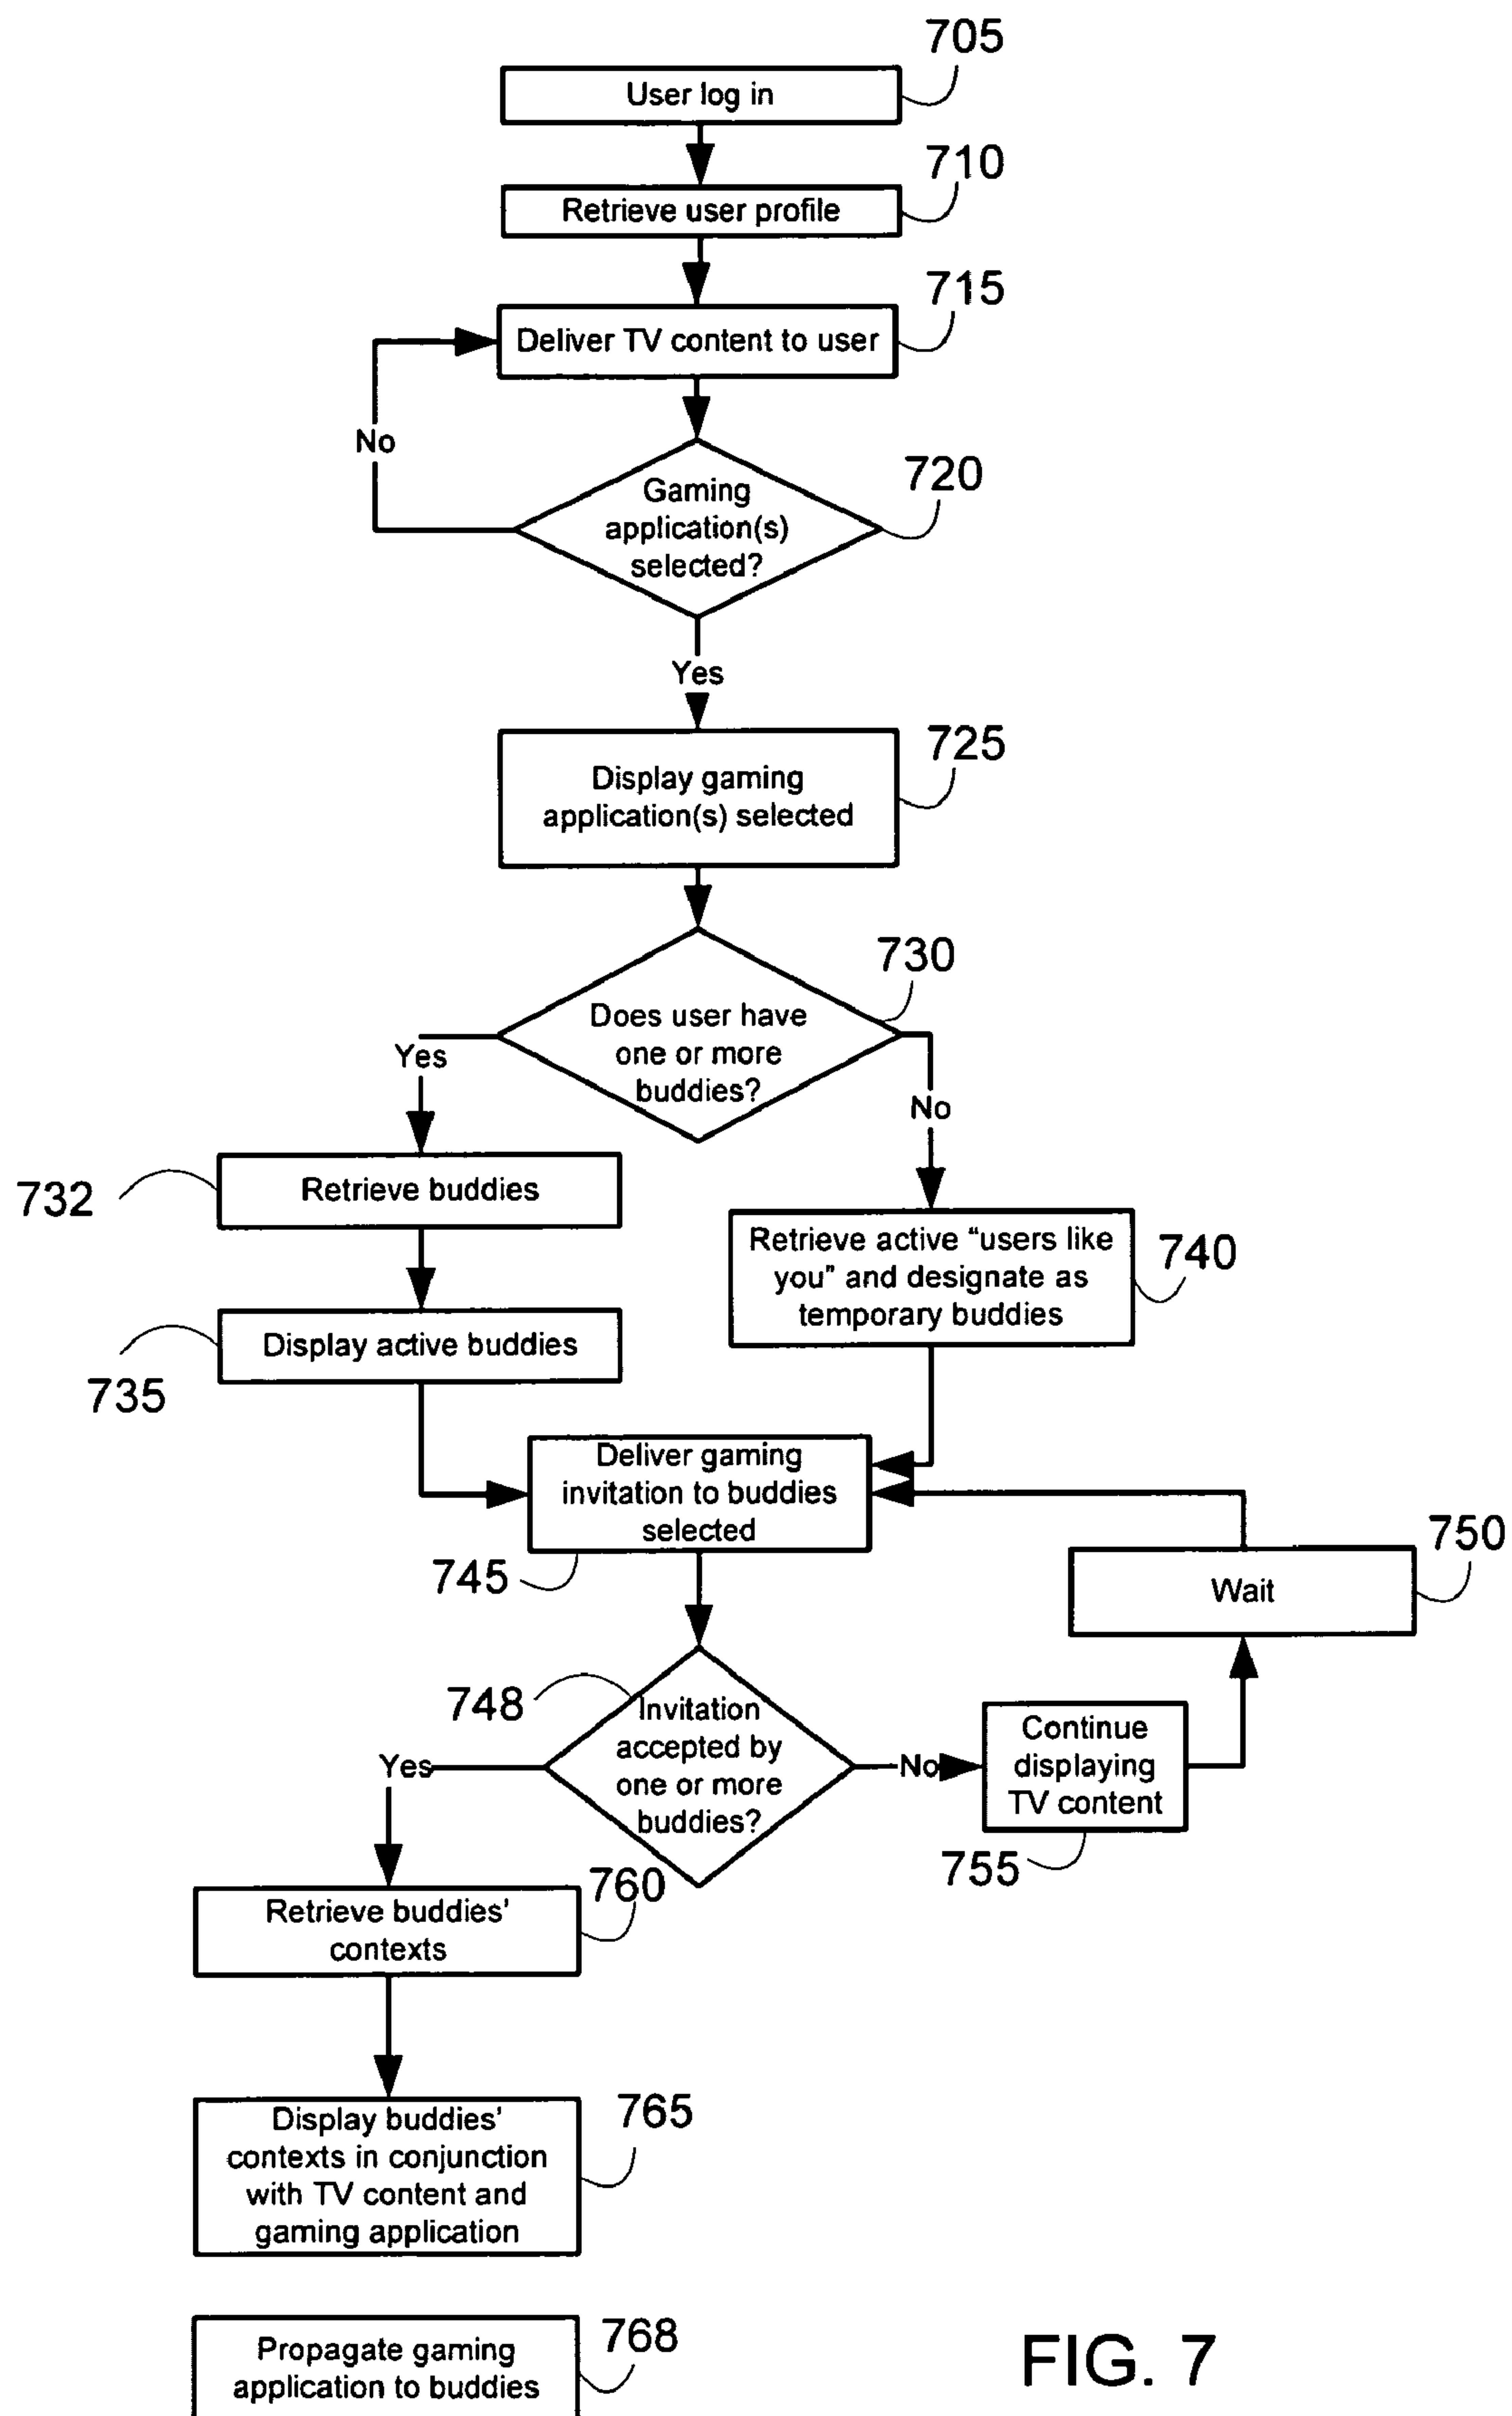 705
User log in
710
Retrieve user profile
715
Deliver TV content to user
No
720
Gaming
application(s)
selected?
Yes
725
Display gaming
application(s) selected
730
Does user have
one or more
buddies?
Yes
No
732
Retrieve buddies
Retrieve active “users like
you” and designate as
temporary buddies
740
Display active buddies
735
Deliver gaming
invitation to buddies
selected
745
750
Wait
748
Invitation
accepted by
one or more
buddies?
Yes
No
Continue
displaying
TV content
755
760
Retrieve buddies’
contexts
765
Display buddies’
contexts in conjunction
with TV content and
gaming application
768
Propagate gaming
application to buddies
FIG. 7